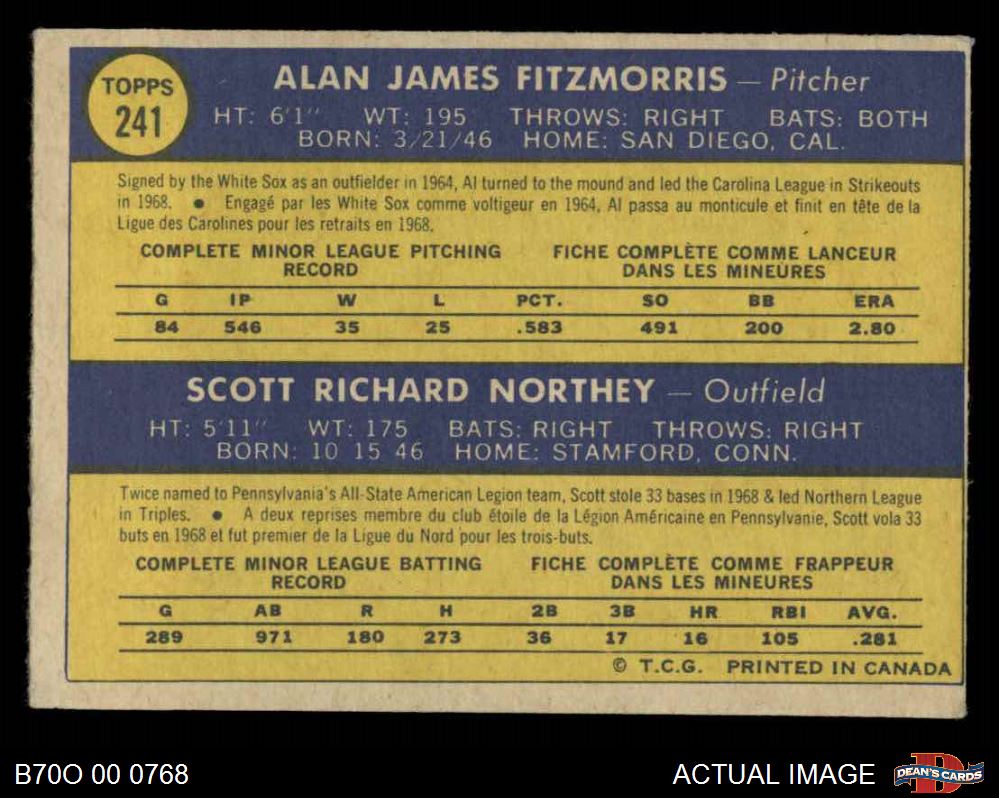 TOPPS
241
ALAN JAMES FITZMORRIS — Pitcher
HT: 6'1" WT: 195 THROWS: RIGHT BATS: BOTH
BORN: 3/21/46 HOME: SAN DIEGO, CAL.
Signed by the White Sox as an outfielder in 1964, Al turned to the mound and led the Carolina League in Strikeouts
in 1968. ● Engagé par les White Sox comme voltigeur en 1964, Al passa au monticule et finit en tête de la
Ligue des Carolines pour les retraits en 1968.
COMPLETE MINOR LEAGUE PITCHING RECORD
FICHE COMPLÈTE COMME LANCEUR DANS LES MINEURES
G IP W L PCT. SO BB ERA
84 546 35 25 .583 491 200 2.80
SCOTT RICHARD NORTHEY — Outfield
HT: 5'11" WT: 175 BATS: RIGHT THROWS: RIGHT
BORN: 10 15 46 HOME: STAMFORD, CONN.
Twice named to Pennsylvania's All-State American Legion team, Scott stole 33 bases in 1968 & led Northern League
in Triples. ● A deux reprises membre du club étoile de la Légion Américaine en Pennsylvanie, Scott vola 33
buts en 1968 et fut premier de la Ligue du Nord pour les trois-buts.
COMPLETE MINOR LEAGUE BATTING RECORD
FICHE COMPLÈTE COMME FRAPPEUR DANS LES MINEURES
G AB R H 2B 3B HR RBI AVG.
289 971 180 273 36 17 16 105 .281
© T.C.G. PRINTED IN CANADA
B70O 00 0768
ACTUAL IMAGE
D
DEAN'S CARDS